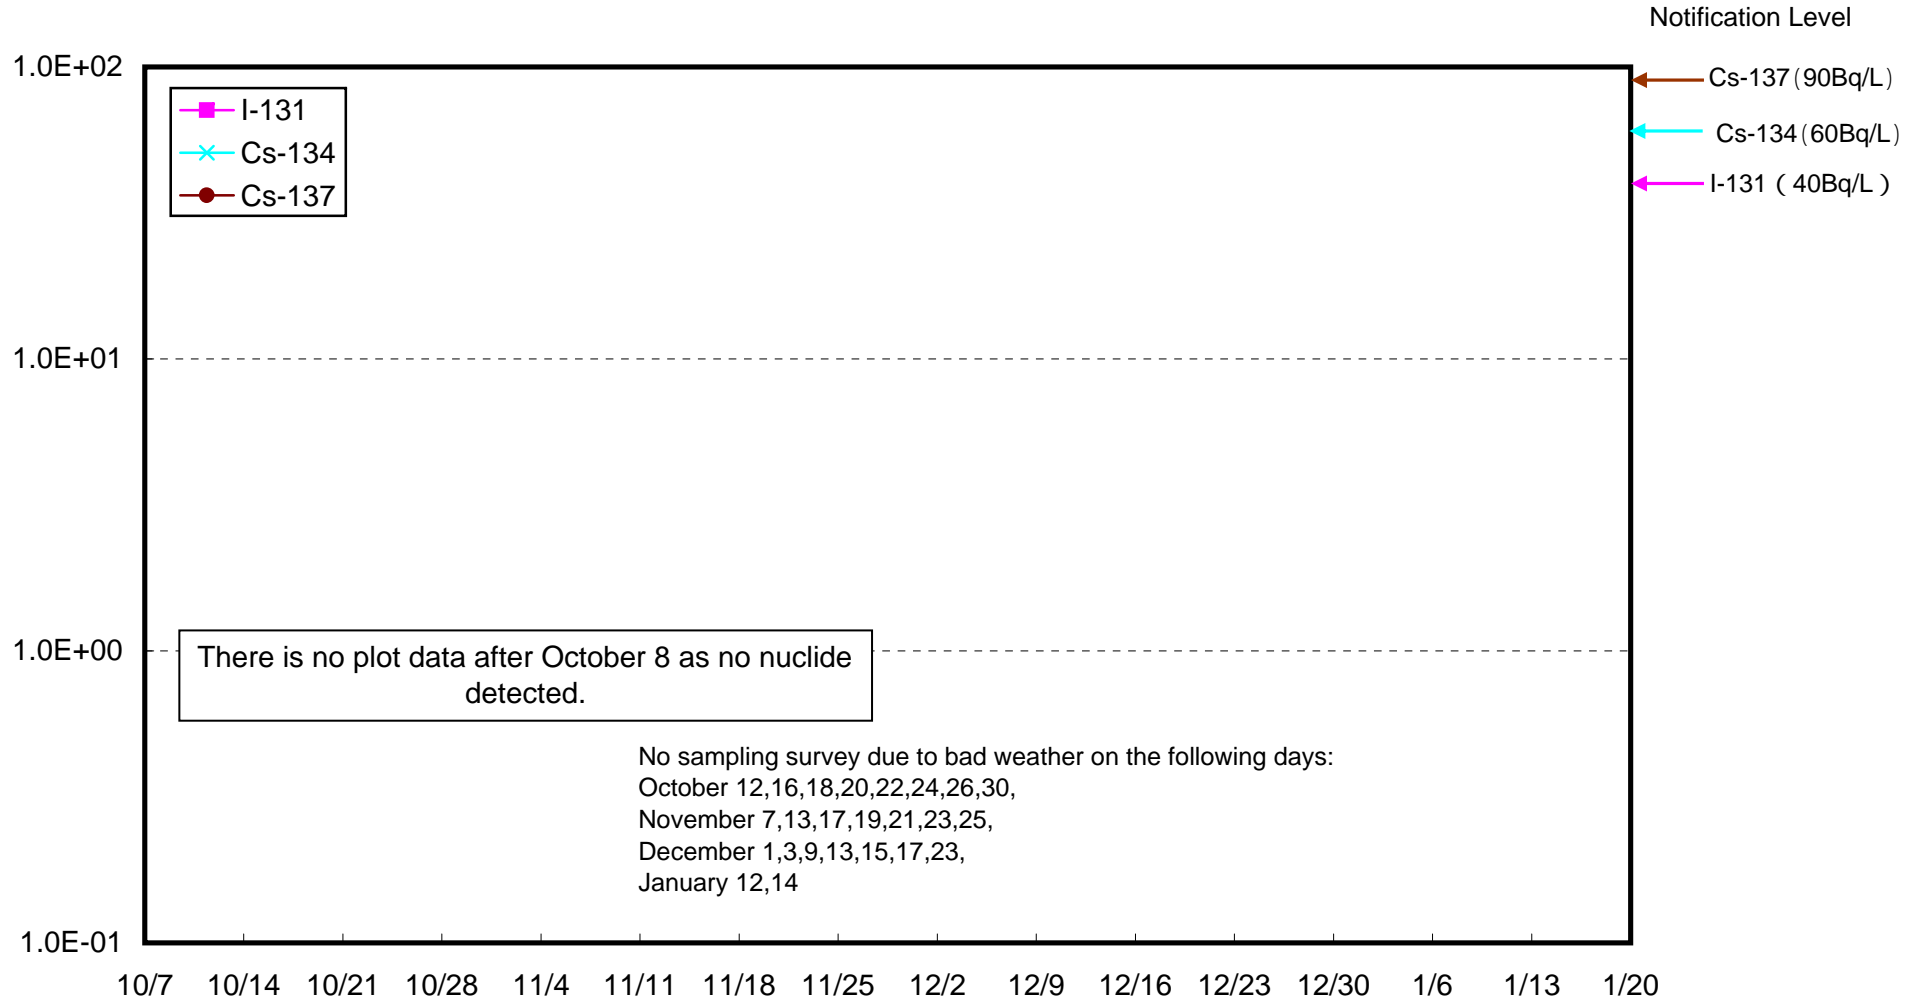 Notification Level
1.0E+02
Cs-137(90Bq/L)
I-131
Cs-134
Cs-137
Cs-134(60Bq/L)
I-131 ( 40Bq/L )
1.0E+01
1.0E+00
There is no plot data after October 8 as no nuclide
detected.
No sampling survey due to bad weather on the following days:
October 12,16,18,20,22,24,26,30,
November 7,13,17,19,21,23,25,
December 1,3,9,13,15,17,23,
January 12,14
1.0E-01
10/7 10/14 10/21 10/28 11/4 11/11 11/18 11/25 12/2 12/9 12/16 12/23 12/30 1/6 1/13 1/20